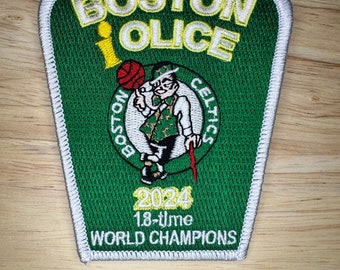 BOSTON
POLICE
BOSTON CELTICS
2024
18-time
WORLD CHAMPIONS